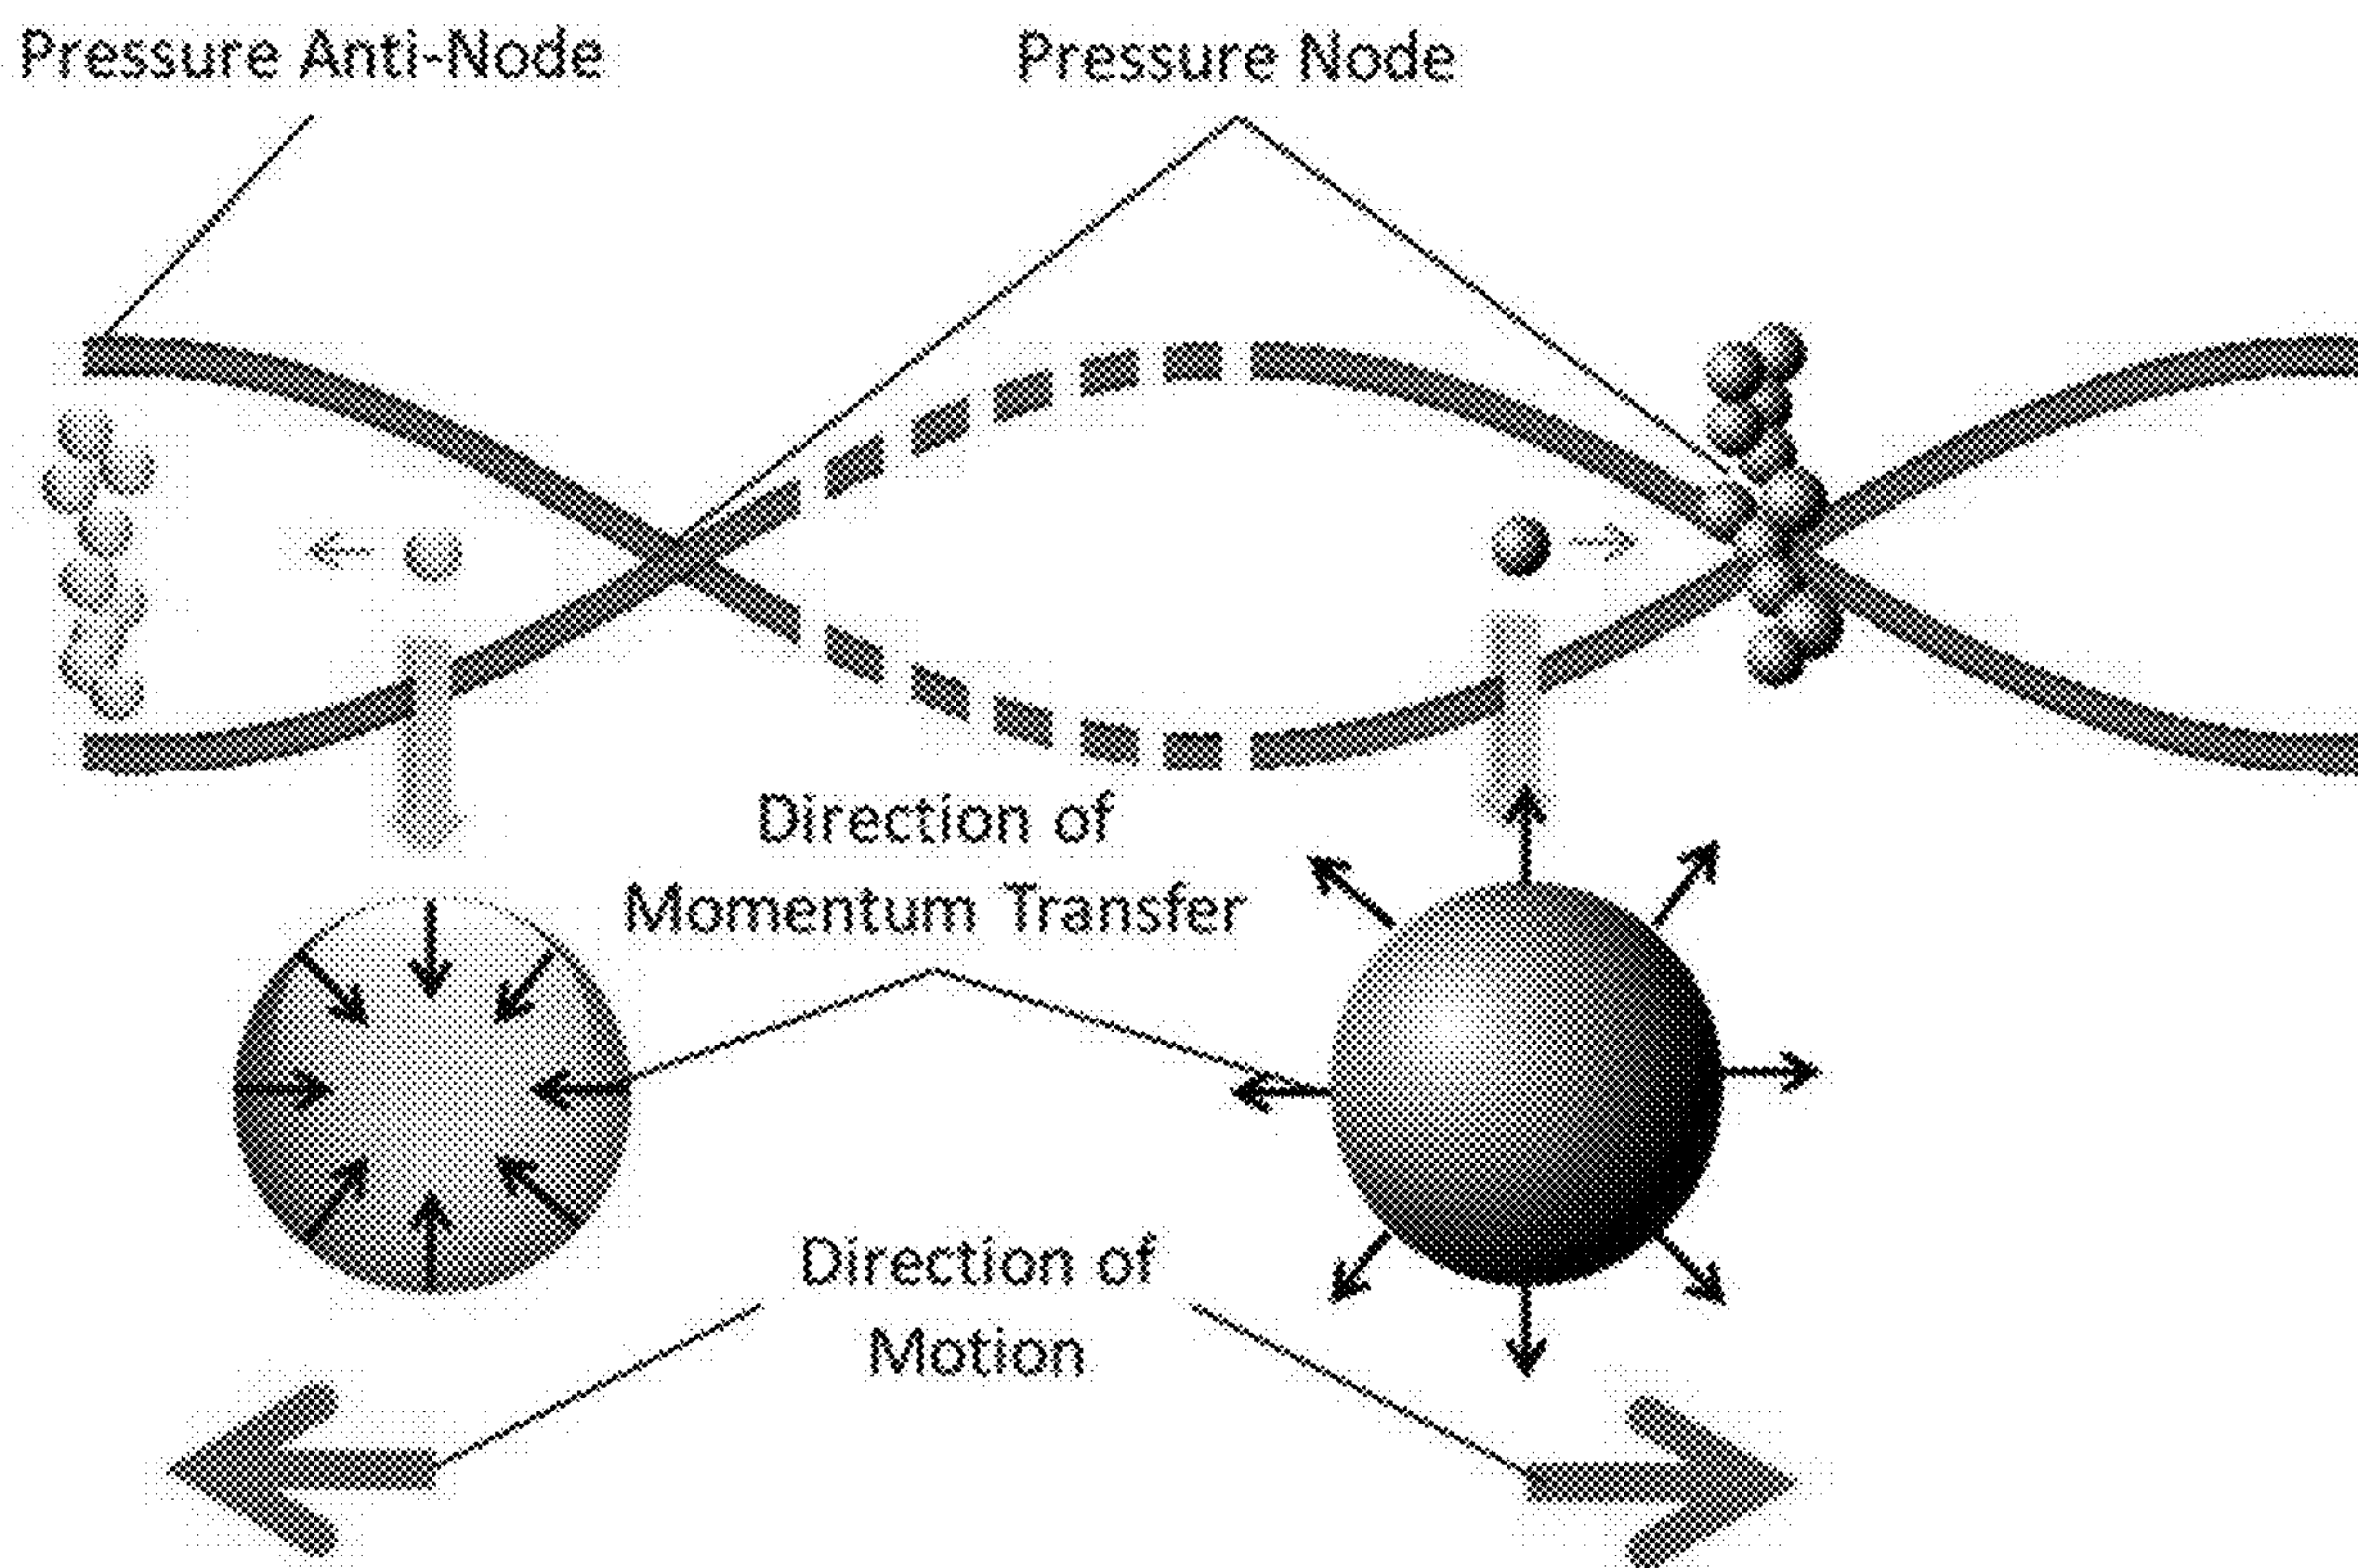 Pressure Anti-Node
Pressure Node
Direction of
Momentum Transfer
Direction of
Motion